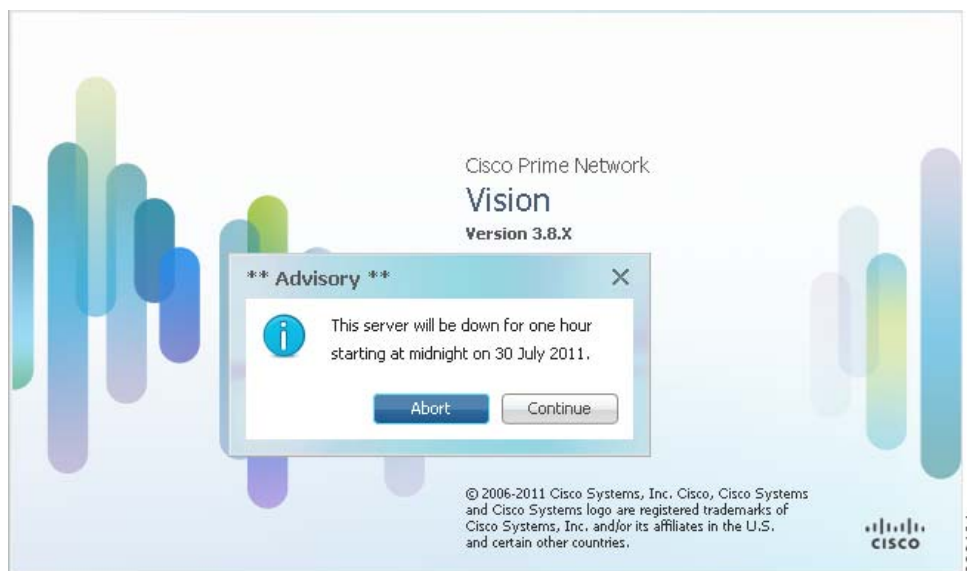 Cisco Prime Network
Vision
Version 3.8.X
** Advisory **
This server will be down for one hour
starting at midnight on 30 July 2011.
Abort
Continue
© 2006-2011 Cisco Systems, Inc. Cisco, Cisco Systems
and Cisco Systems logo are registered trademarks of
Cisco Systems, Inc. and/or its affiliates in the U.S.
and certain other countries.
CISCO